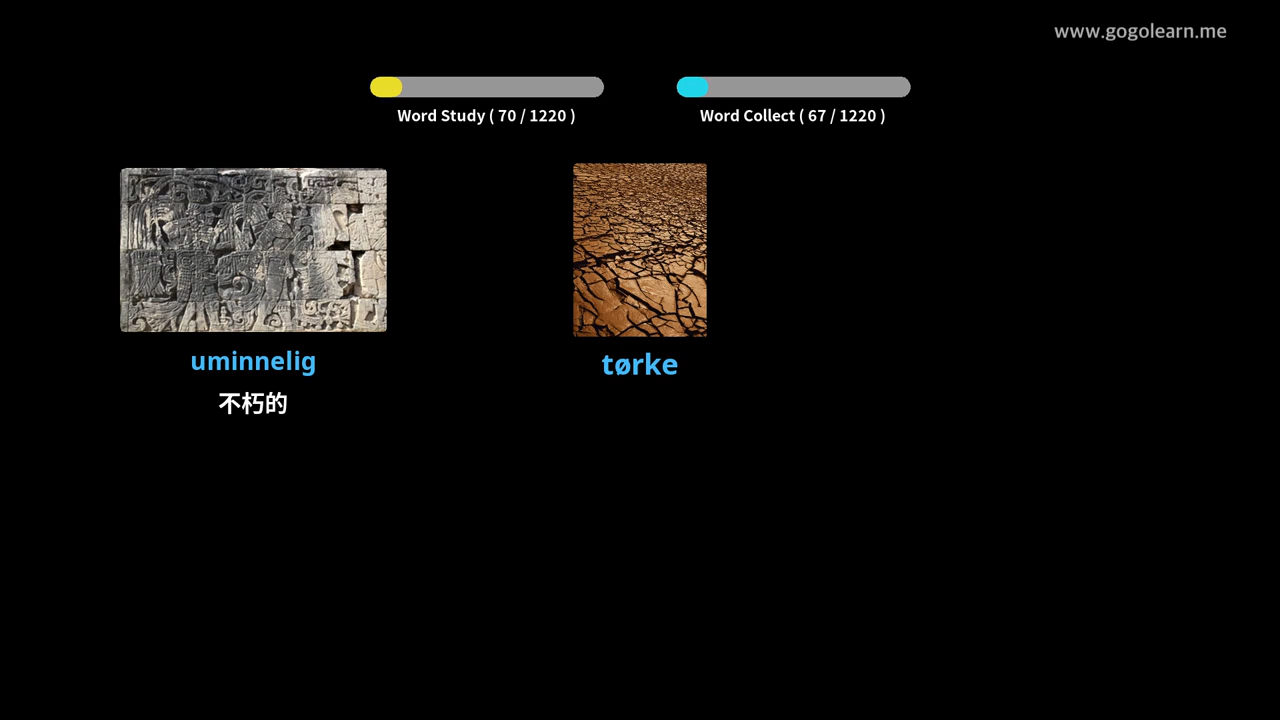 www.gogolearn.me
Word Study ( 70 / 1220 )
Word Collect ( 67 / 1220 )
uminnelig
不朽的
tørke